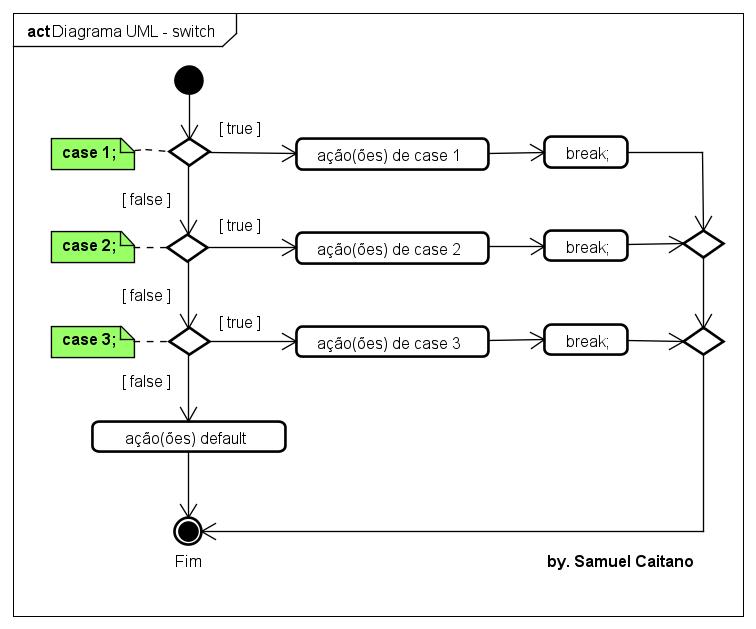 act Diagrama UML - switch
[ true ]
case 1;
ação(ões) de case 1
break;
[ false ]
[ true ]
case 2;
ação(ões) de case 2
break;
[ false ]
[ true ]
case 3;
ação(ões) de case 3
break;
[ false ]
ação(ões) default
Fim
by. Samuel Caitano